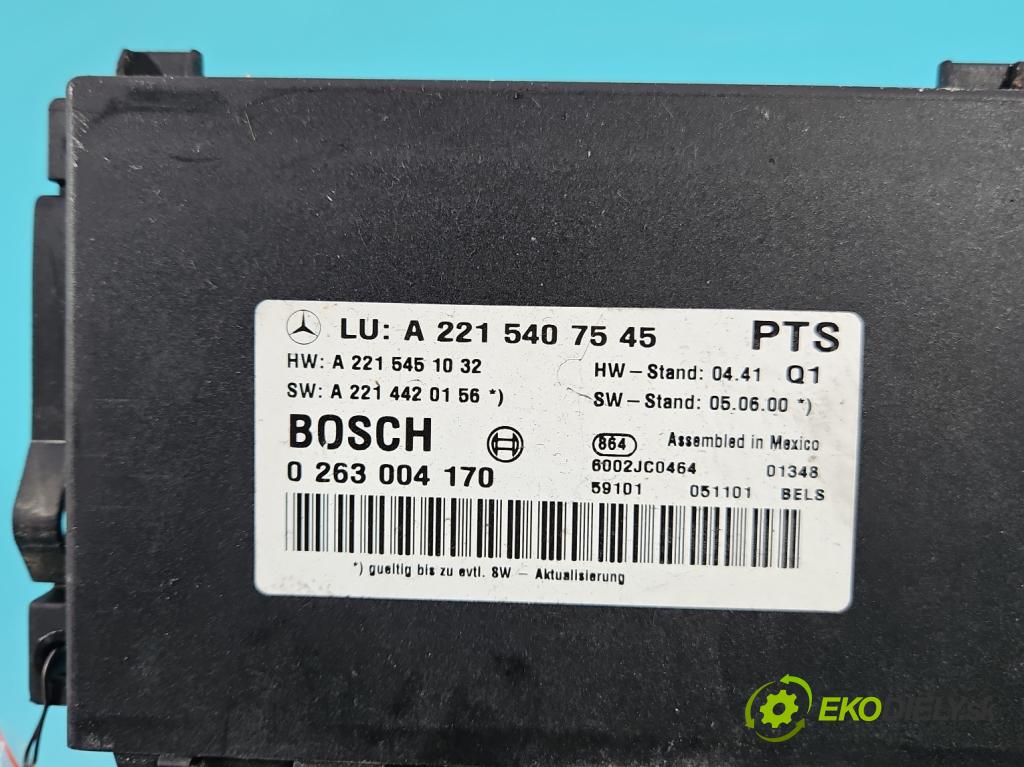 LU: A 221 540 75 45 PTS
HW: A 221 545 10 32 HW-Stand: 04.41 Q1
SW: A 221 442 01 56 *) SW-Stand: 05.06.00 *)
BOSCH 864 Assembled in Mexico
0 263 004 170 6002JC0464 01348
59101 051101 BELS
*) gueltig bis zu evtl. SW - Aktualisierung
EKODIELY.SK